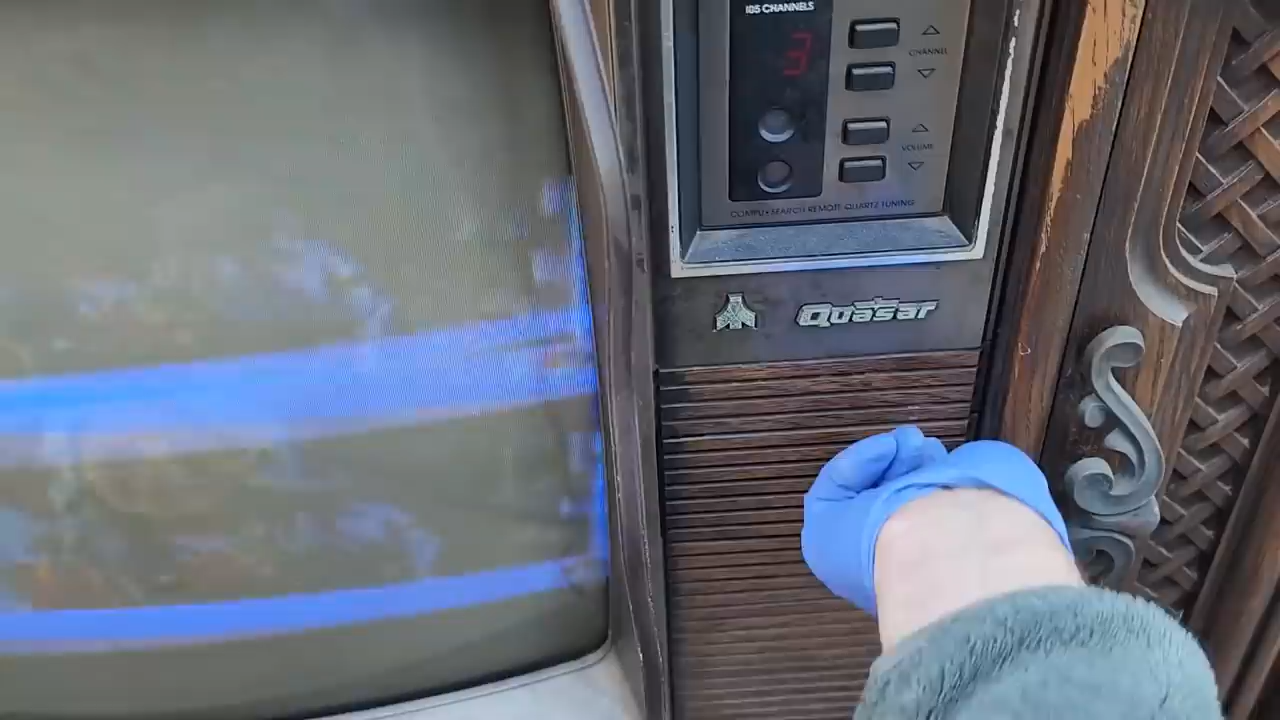 105 CHANNELS
3
CHANNEL
VOLUME
COMPU • SEARCH REMOTE QUARTZ TUNING
Quasar